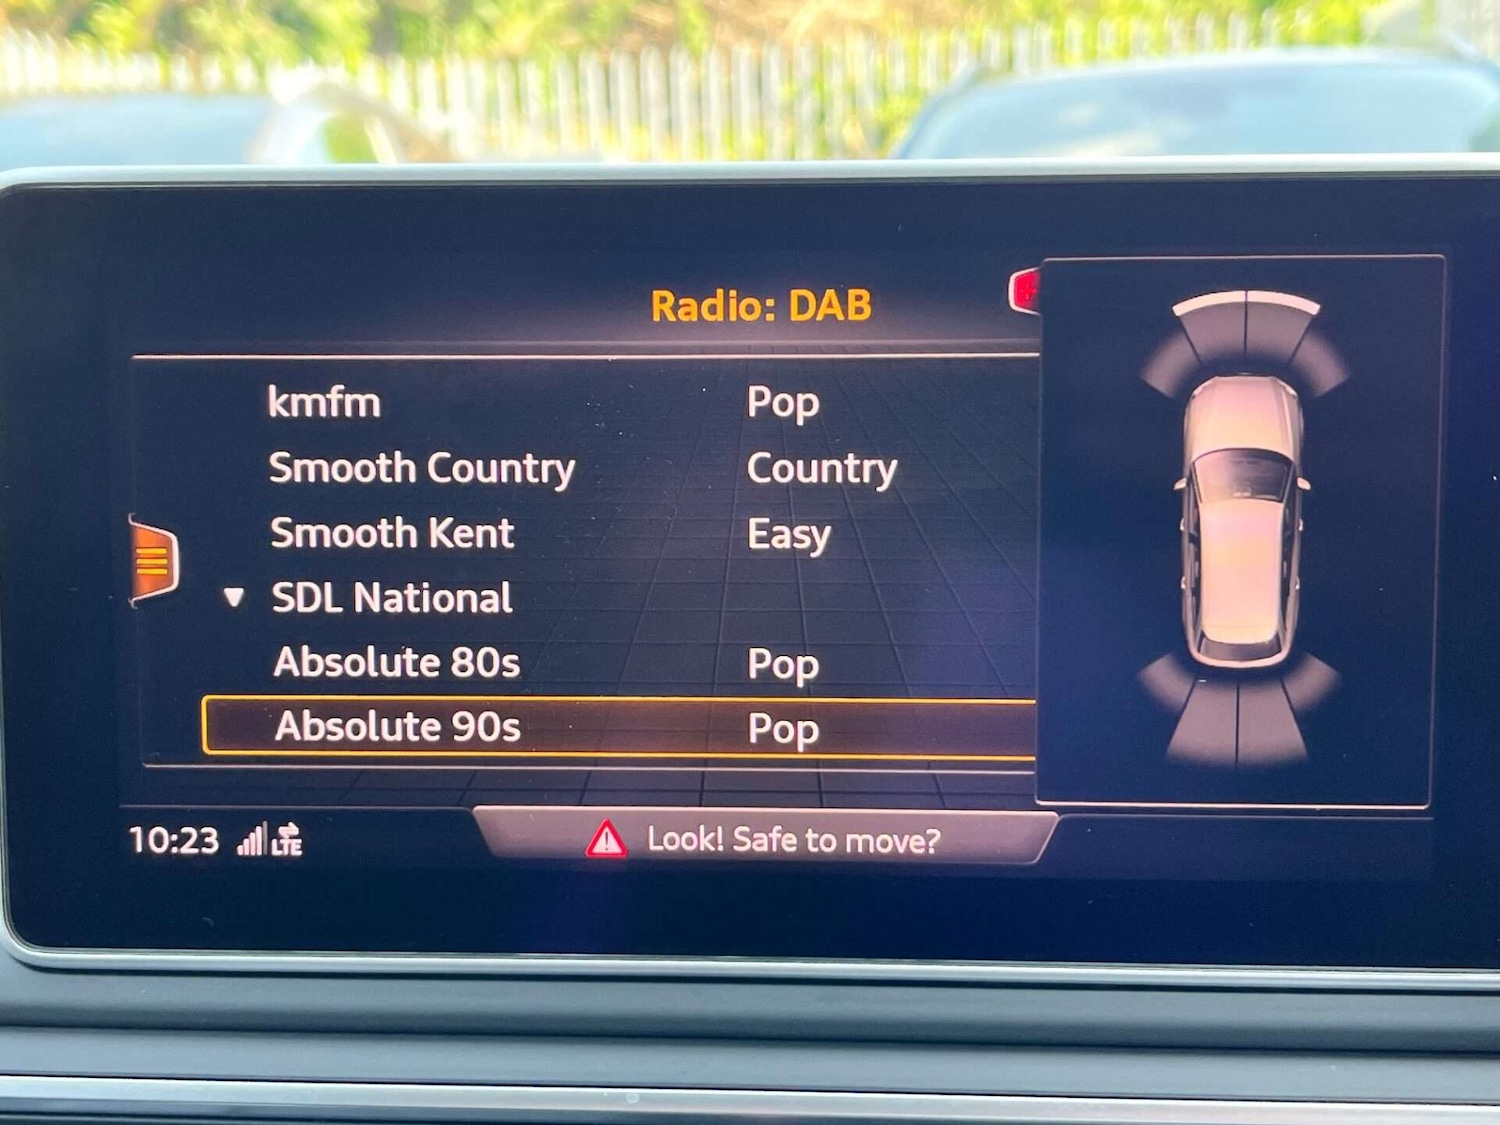 Radio: DAB
kmfm Pop
Smooth Country Country
Smooth Kent Easy
▼ SDL National
Absolute 80s Pop
Absolute 90s Pop
10:23 LTE Look! Safe to move?